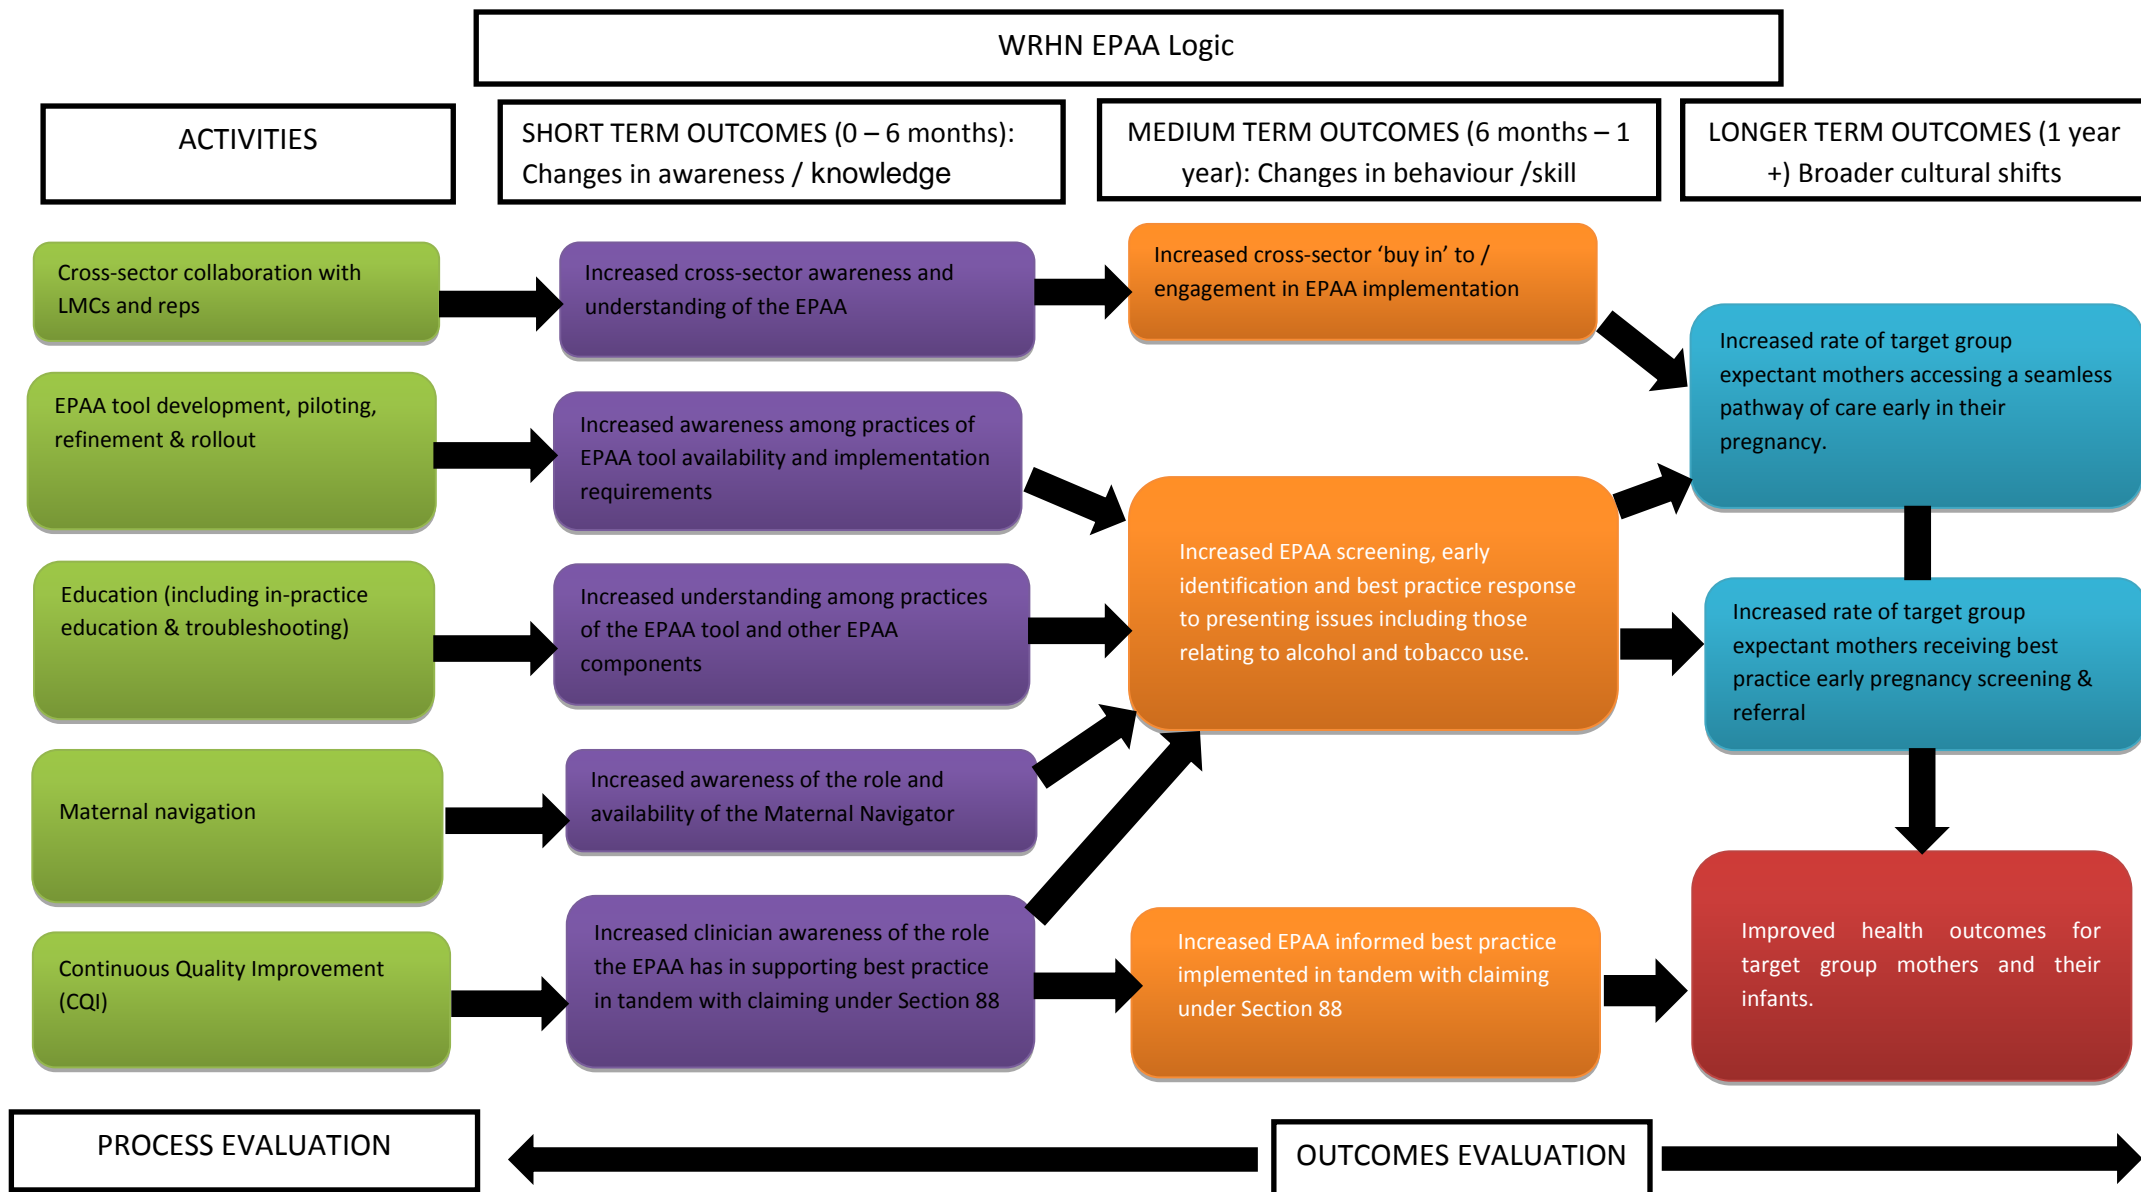 WRHN EPAA Logic
ACTIVITIES
SHORT TERM OUTCOMES (0 – 6 months):
Changes in awareness / knowledge
MEDIUM TERM OUTCOMES (6 months – 1
year): Changes in behaviour /skill
LONGER TERM OUTCOMES (1 year
+) Broader cultural shifts
Cross-sector collaboration with
LMCs and reps
Increased cross-sector awareness and
understanding of the EPAA
Increased cross-sector ‘buy in’ to /
engagement in EPAA implementation
Increased rate of target group
expectant mothers accessing a seamless
pathway of care early in their
pregnancy.
EPAA tool development, piloting,
refinement & rollout
Increased awareness among practices of
EPAA tool availability and implementation
requirements
Increased EPAA screening, early
identification and best practice response
to presenting issues including those
relating to alcohol and tobacco use.
Education (including in-practice
education & troubleshooting)
Increased understanding among practices
of the EPAA tool and other EPAA
components
Increased rate of target group
expectant mothers receiving best
practice early pregnancy screening &
referral
Maternal navigation
Increased awareness of the role and
availability of the Maternal Navigator
Continuous Quality Improvement
(CQI)
Increased clinician awareness of the role
the EPAA has in supporting best practice
in tandem with claiming under Section 88
Increased EPAA informed best practice
implemented in tandem with claiming
under Section 88
Improved health outcomes for
target group mothers and their
infants.
PROCESS EVALUATION
OUTCOMES EVALUATION